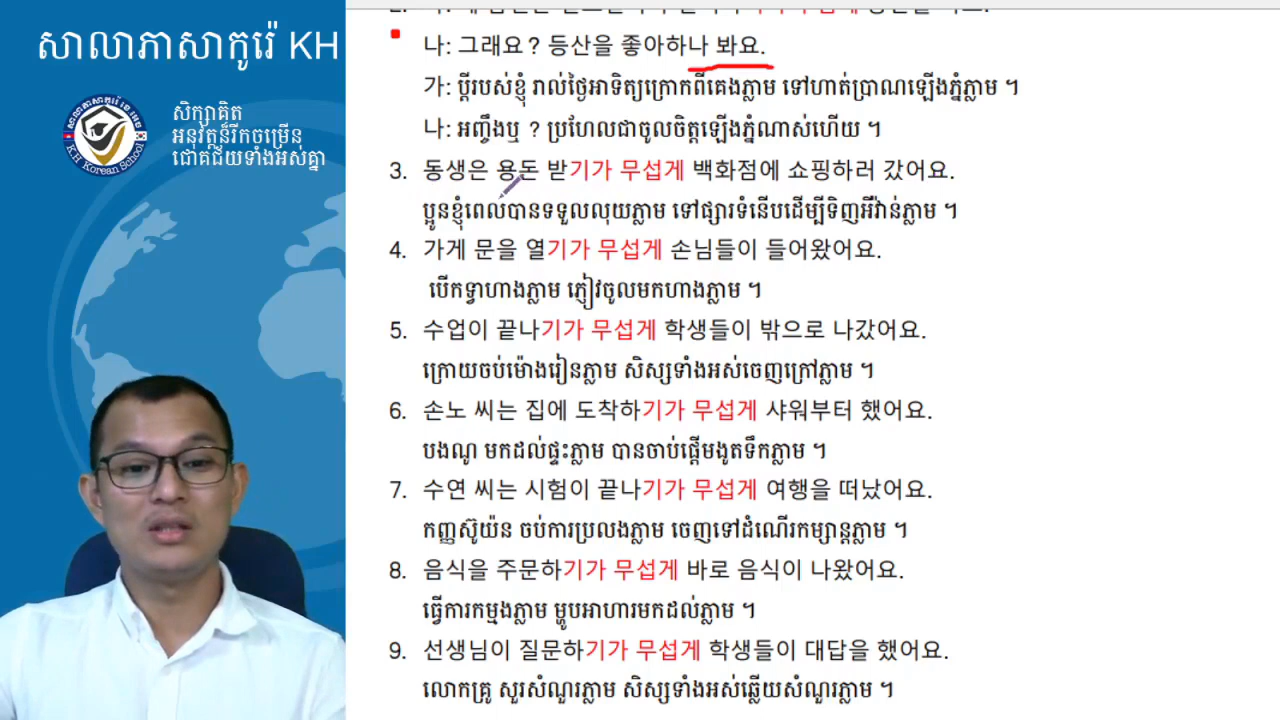 សាលាភាសាកូរ៉េ KH
សិក្សាគិត
អនុវត្តន៍រីកចម្រើន
ជោគជ័យទាំងអស់គ្នា
សាលាភាសាកូរ៉េ ខេ អេច
K.H Korean School
나: 그래요? 등산을 좋아하나 봐요.
가: ប្តីរបស់ខ្ញុំ រាល់ថ្ងៃអាទិត្យក្រោកពីគេងភ្លាម ទៅហាត់ប្រាណឡើងភ្នំភ្លាម ។
나: អញ្ចឹងឬ ? ប្រហែលជាចូលចិត្តឡើងភ្នំណាស់ហើយ ។
3. 동생은 용돈 받기가 무섭게 백화점에 쇼핑하러 갔어요.
ប្អូនខ្ញុំពេលបានទទួលលុយភ្លាម ទៅផ្សារទំនើបដើម្បីទិញអីវ៉ាន់ភ្លាម ។
4. 가게 문을 열기가 무섭게 손님들이 들어왔어요.
បើកទ្វាហាងភ្លាម ភ្ញៀវចូលមកហាងភ្លាម ។
5. 수업이 끝나기가 무섭게 학생들이 밖으로 나갔어요.
ក្រោយចប់ម៉ោងរៀនភ្លាម សិស្សទាំងអស់ចេញក្រៅភ្លាម ។
6. 손노 씨는 집에 도착하기가 무섭게 샤워부터 했어요.
បងណូ មកដល់ផ្ទះភ្លាម បានចាប់ផ្តើមងូតទឹកភ្លាម ។
7. 수연 씨는 시험이 끝나기가 무섭게 여행을 떠났어요.
កញ្ញស៊ូយ៉ន ចប់ការប្រលងភ្លាម ចេញទៅដំណើរកម្សាន្តភ្លាម ។
8. 음식을 주문하기가 무섭게 바로 음식이 나왔어요.
ធ្វើការកម្មងភ្លាម ម្ហូបអាហារមកដល់ភ្លាម ។
9. 선생님이 질문하기가 무섭게 학생들이 대답을 했어요.
លោកគ្រូ សួរសំណួរភ្លាម សិស្សទាំងអស់ឆ្លើយសំណួរភ្លាម ។